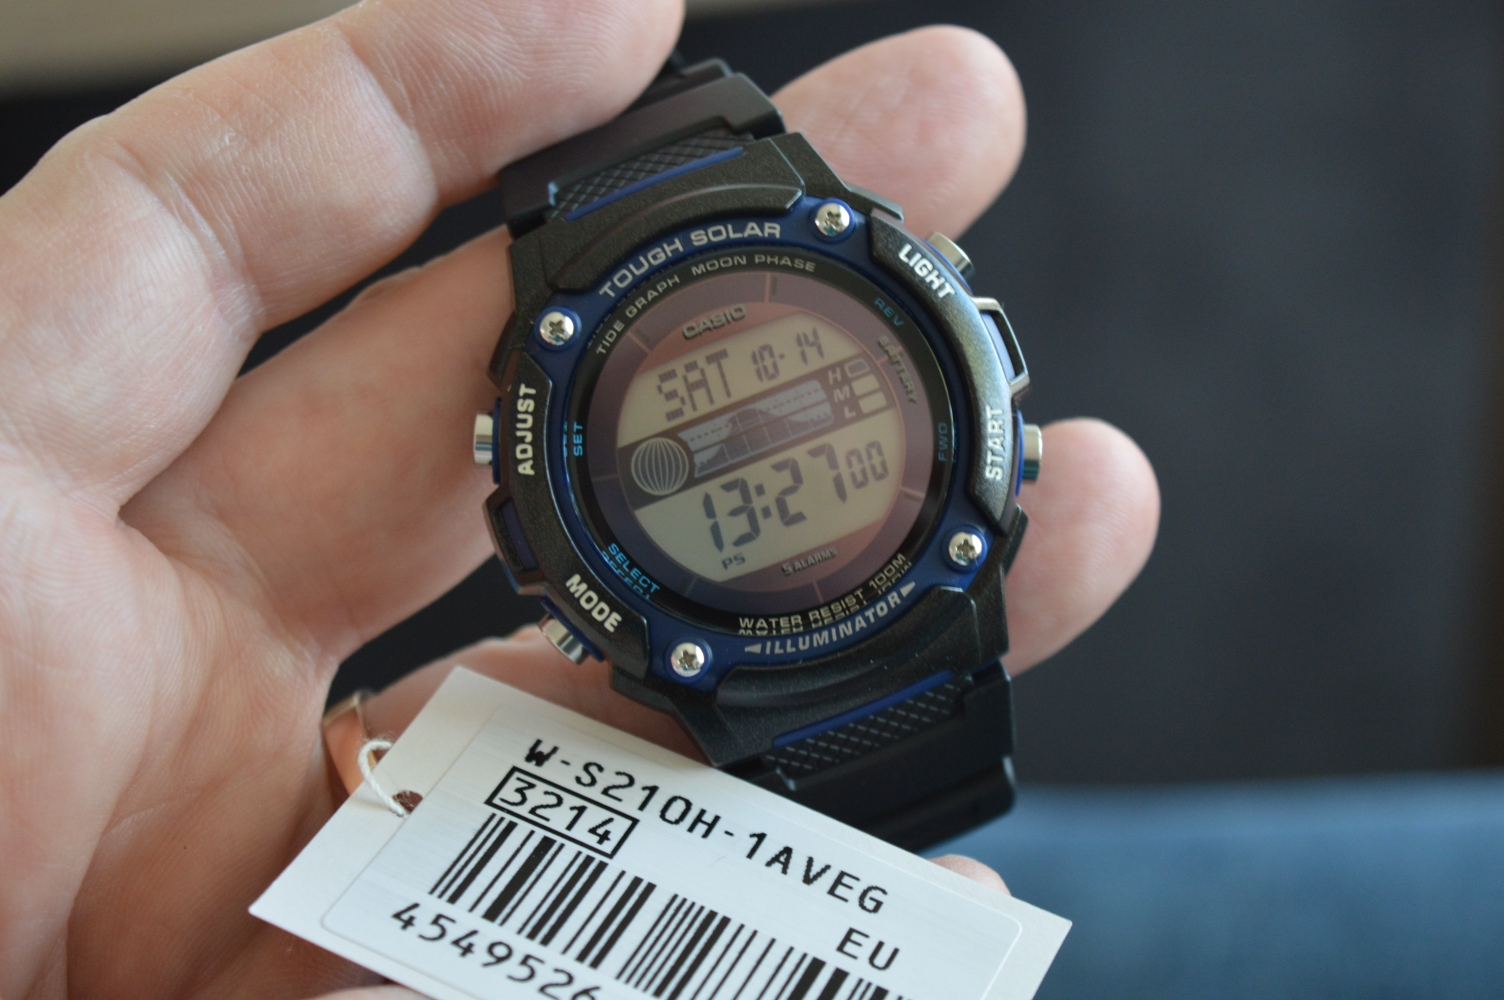 TOUGH SOLAR
TIDE GRAPH MOON PHASE
LIGHT
REV
CASIO
BATTERY
SAT 10-14
H
M
L
ADJUST
SET
START
FWD
13:27 00
PS
5 ALARMS
SELECT
MODE
WATER RESIST 100M
◄ILLUMINATOR►
W-S210H-1AVEG
3214
EU
4549526